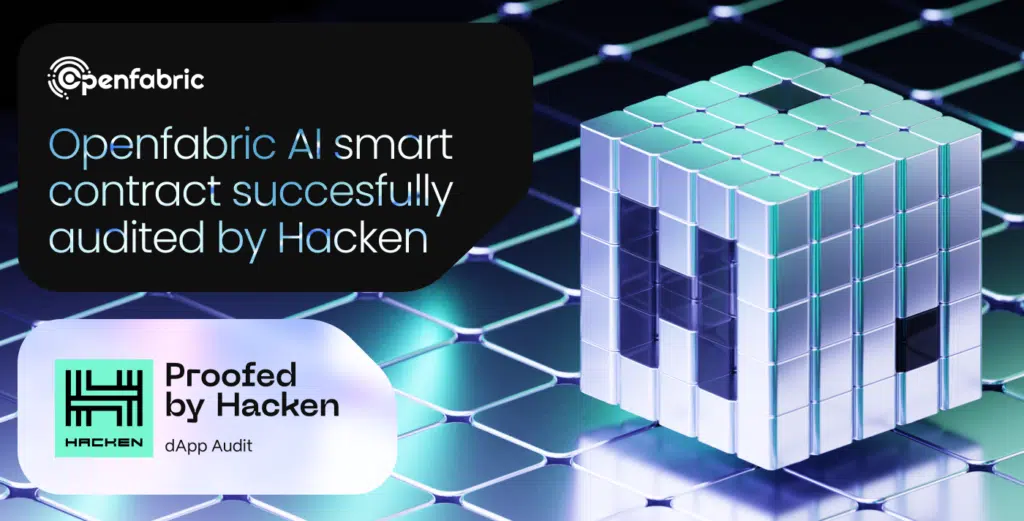 Openfabric
Openfabric AI smart
contract succesfully
audited by Hacken
HACKEN
Proofed
by Hacken
dApp Audit